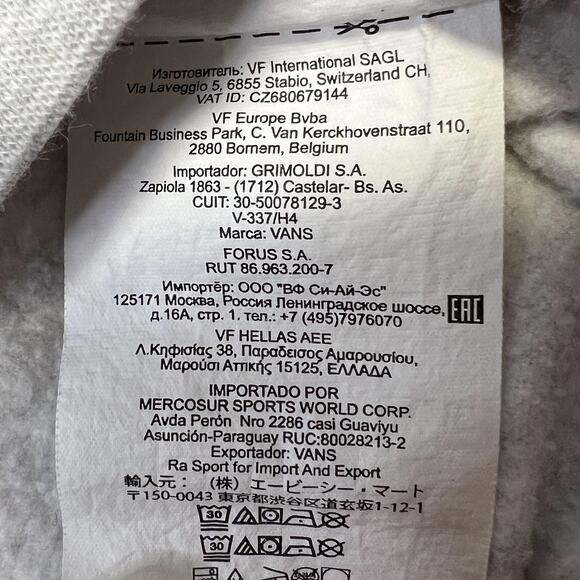 Изготовитель: VF International SAGL
Via Laveggio 5, 6855 Stabio, Switzerland CH,
VAT ID: CZ680679144
VF Europe Bvba
Fountain Business Park, C. Van Kerckhovenstraat 110,
2880 Bornem, Belgium
Importador: GRIMOLDI S.A.
Zapiola 1863 - (1712) Castelar- Bs. As.
CUIT: 30-50078129-3
V-337/H4
Marca: VANS
FORUS S.A.
RUT 86.963.200-7
Импортёр: ООО "ВФ Си-Ай-Эс"
125171 Москва, Россия Ленинградское шоссе,
д.16А, стр. 1. тел.: +7 (495)7976070
EAC
VF HELLAS AEE
Λ.Κηφισίας 38, Παραδεισος Αμαρουσίου,
Μαρούσι Αττικής 15125, ΕΛΛΑΔΑ
IMPORTADO POR
MERCOSUR SPORTS WORLD CORP.
Avda Perón Nro 2286 casi Guaviyu
Asunción-Paraguay RUC:80028213-2
Exportador: VANS
Ra Sport for Import And Export
輸入元：（株）エービーシー・マート
〒150-0043 東京都渋谷区道玄坂1-12-1
30
30